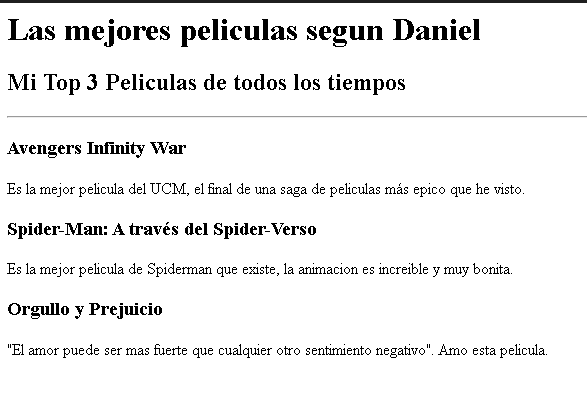 Las mejores peliculas segun Daniel
Mi Top 3 Peliculas de todos los tiempos
Avengers Infinity War
Es la mejor pelicula del UCM, el final de una saga de peliculas más epico que he visto.
Spider-Man: A través del Spider-Verso
Es la mejor pelicula de Spiderman que existe, la animacion es increible y muy bonita.
Orgullo y Prejuicio
"El amor puede ser mas fuerte que cualquier otro sentimiento negativo". Amo esta pelicula.